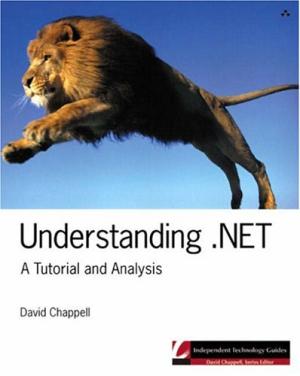 Understanding .NET
A Tutorial and Analysis
David Chappell
Independent Technology Guides
David Chappell, Series Editor